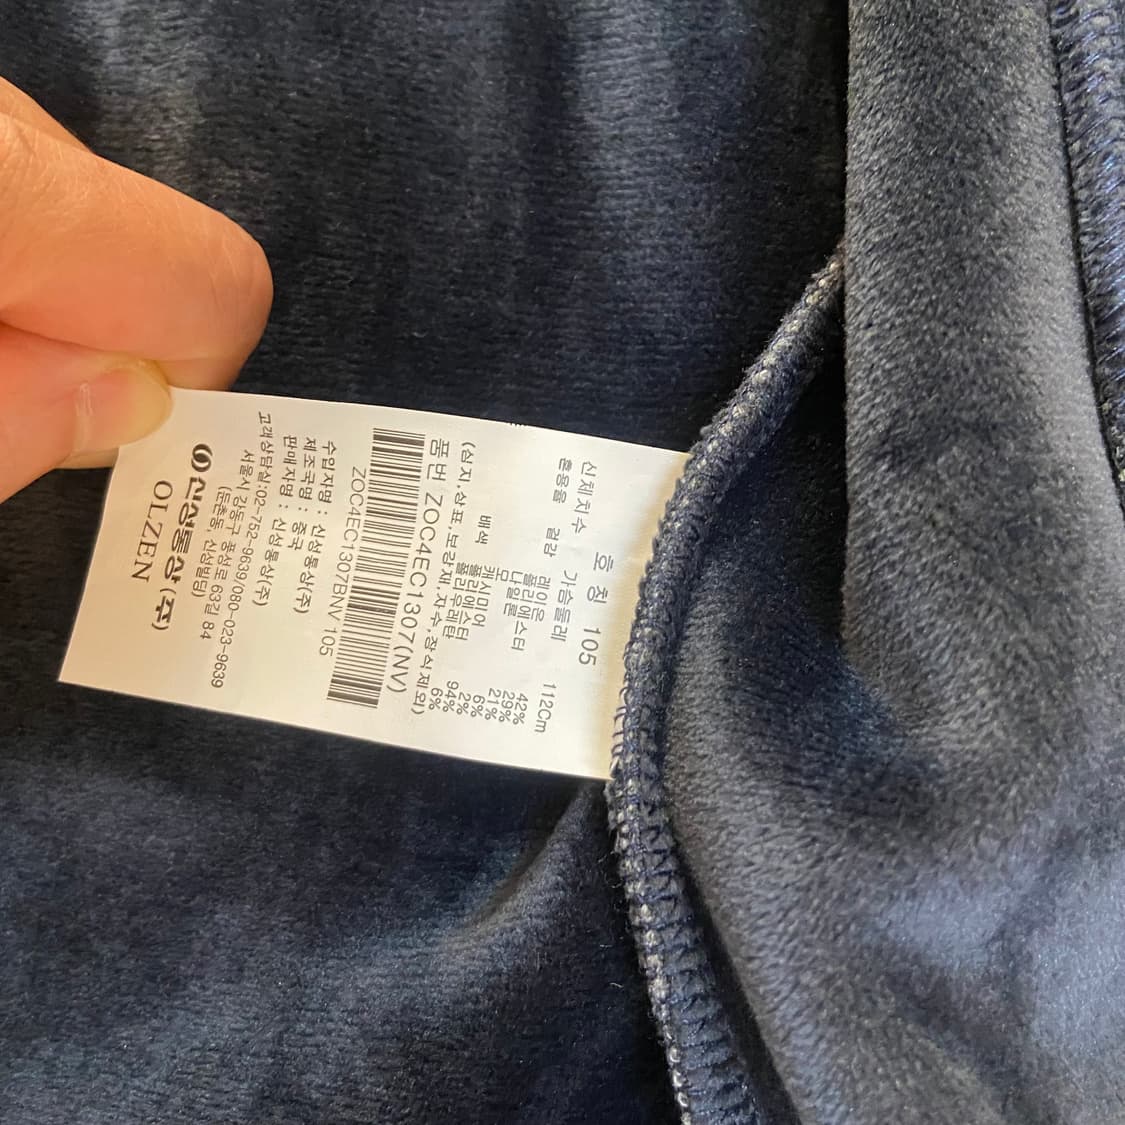 호칭 105
신체치수 가슴둘레 112Cm
혼용율 겉감 레이온 42%
폴리에스터 29%
나일론 21%
모 6%
캐시미어 2%
배색 폴리에스터 94%
폴리우레탄 6%
(심지,상표,보강재,자수,장식제외)
품번 ZOC4EC1307(NV)
ZOC4EC1307BNV 105
수입자명 : 신성통상(주)
제조국명 : 중국
판매자명 : 신성통상(주)
고객상담실:02-752-9639/080-023-9639
서울시 강동구 풍성로 63길 84
(둔촌동, 신성빌딩)
신성통상(주)
OLZEN